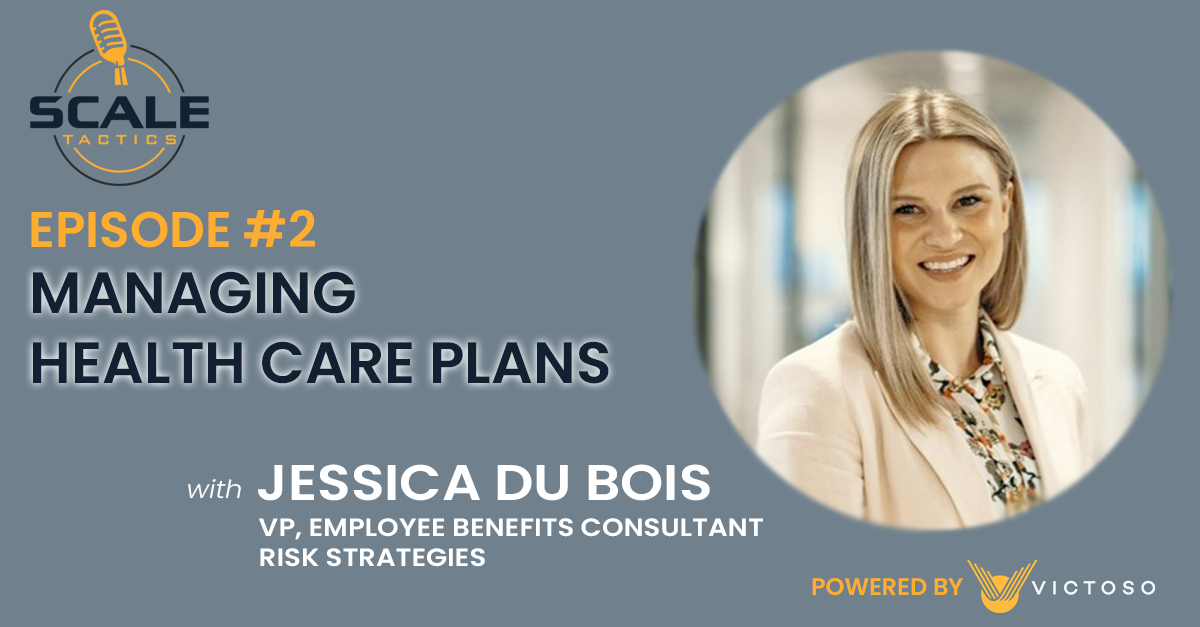 SCALE
TACTICS
EPISODE #2
MANAGING
HEALTH CARE PLANS
with JESSICA DU BOIS
VP, EMPLOYEE BENEFITS CONSULTANT
RISK STRATEGIES
POWERED BY VICTOSO